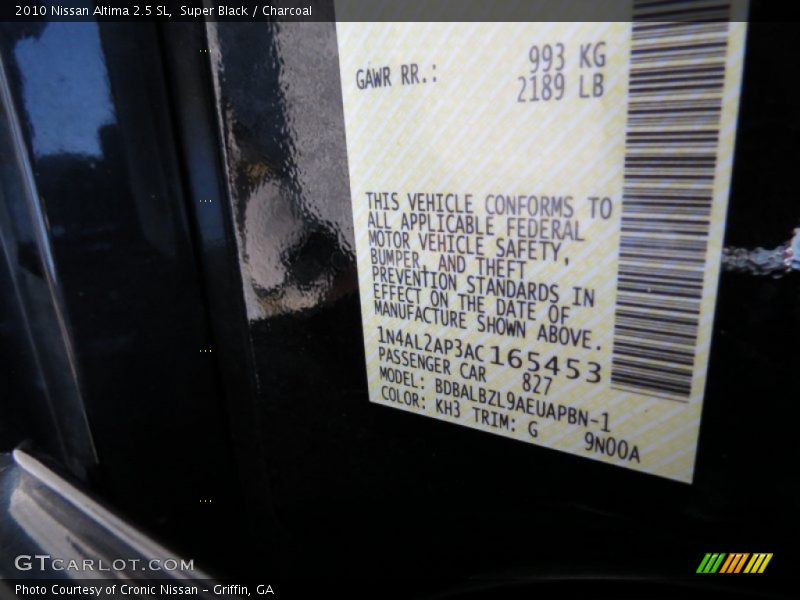 2010 Nissan Altima 2.5 SL,  Super Black / Charcoal
GAWR RR.: 993 KG
2189 LB
THIS VEHICLE CONFORMS TO
ALL APPLICABLE FEDERAL
MOTOR VEHICLE SAFETY,
BUMPER, AND THEFT
PREVENTION STANDARDS IN
EFFECT ON THE DATE OF
MANUFACTURE SHOWN ABOVE.
1N4AL2AP3AC165453
PASSENGER CAR 827
MODEL: BDBALBZL9AEUAPBN-1
COLOR: KH3 TRIM: G 9N00A
GTCARLOT.COM
Photo Courtesy of Cronic Nissan - Griffin, GA